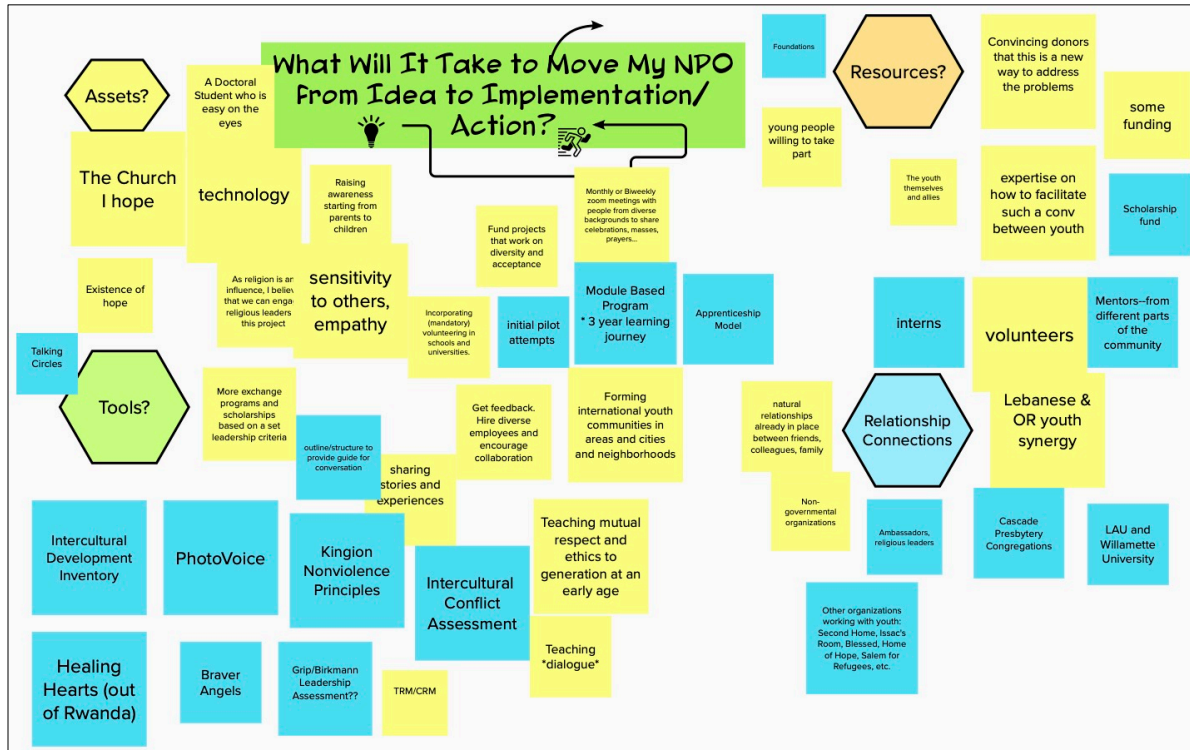 What Will It Take to Move My NPO
From Idea to Implementation/
Action?
Assets?
A Doctoral
Student who is
easy on the
eyes
The Church
I hope
technology
Raising
awareness
starting from
parents to
children
Existence of
hope
As religion is an
influence, I believ
that we can enga
religious leaders
this project
sensitivity
to others,
empathy
Fund projects
that work on
diversity and
acceptance
Monthly or Biweekly
zoom meetings with
people from diverse
backgrounds to share
celebrations, masses,
prayers...
Incorporating
(mandatory)
volunteering in
schools and
universities.
initial pilot
attempts
Module Based
Program
* 3 year learning
journey
Apprenticeship
Model
Foundations
Resources?
Convincing donors
that this is a new
way to address
the problems
some
funding
young people
willing to take
part
The youth
themselves
and allies
expertise on
how to facilitate
such a conv
between youth
Scholarship
fund
interns
volunteers
Mentors--from
different parts of
the community
Talking
Circles
Tools?
More exchange
programs and
scholarships
based on a set
leadership criteria
outline/structure to
provide guide for
conversation
sharing
stories and
experiences
Get feedback.
Hire diverse
employees and
encourage
collaboration
Forming
international youth
communities in
areas and cities
and neighborhoods
Intercultural
Development
Inventory
PhotoVoice
Kingion
Nonviolence
Principles
Intercultural
Conflict
Assessment
Teaching mutual
respect and
ethics to
generation at an
early age
Teaching
*dialogue*
Healing
Hearts (out
of Rwanda)
Braver
Angels
Grip/Birkmann
Leadership
Assessment??
TRM/CRM
natural
relationships
already in place
between friends,
colleagues, family
Relationship
Connections
Lebanese &
OR youth
synergy
Non-
governmental
organizations
Ambassadors,
religious leaders
Cascade
Presbytery
Congregations
LAU and
Willamette
University
Other organizations
working with youth:
Second Home, Issac's
Room, Blessed, Home
of Hope, Salem for
Refugees, etc.